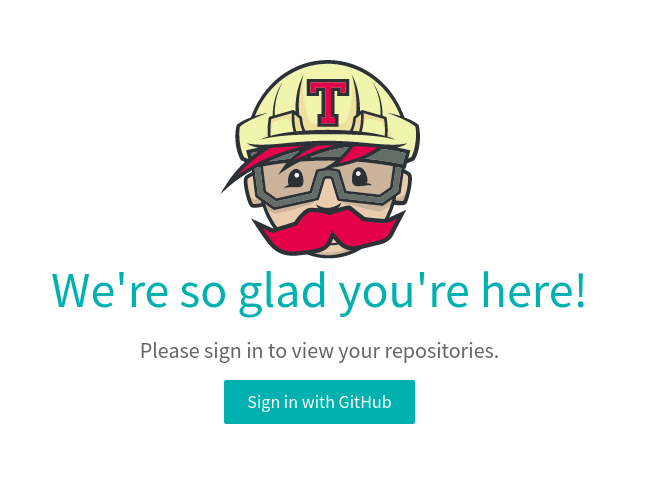 T
We're so glad you're here!
Please sign in to view your repositories.
Sign in with GitHub